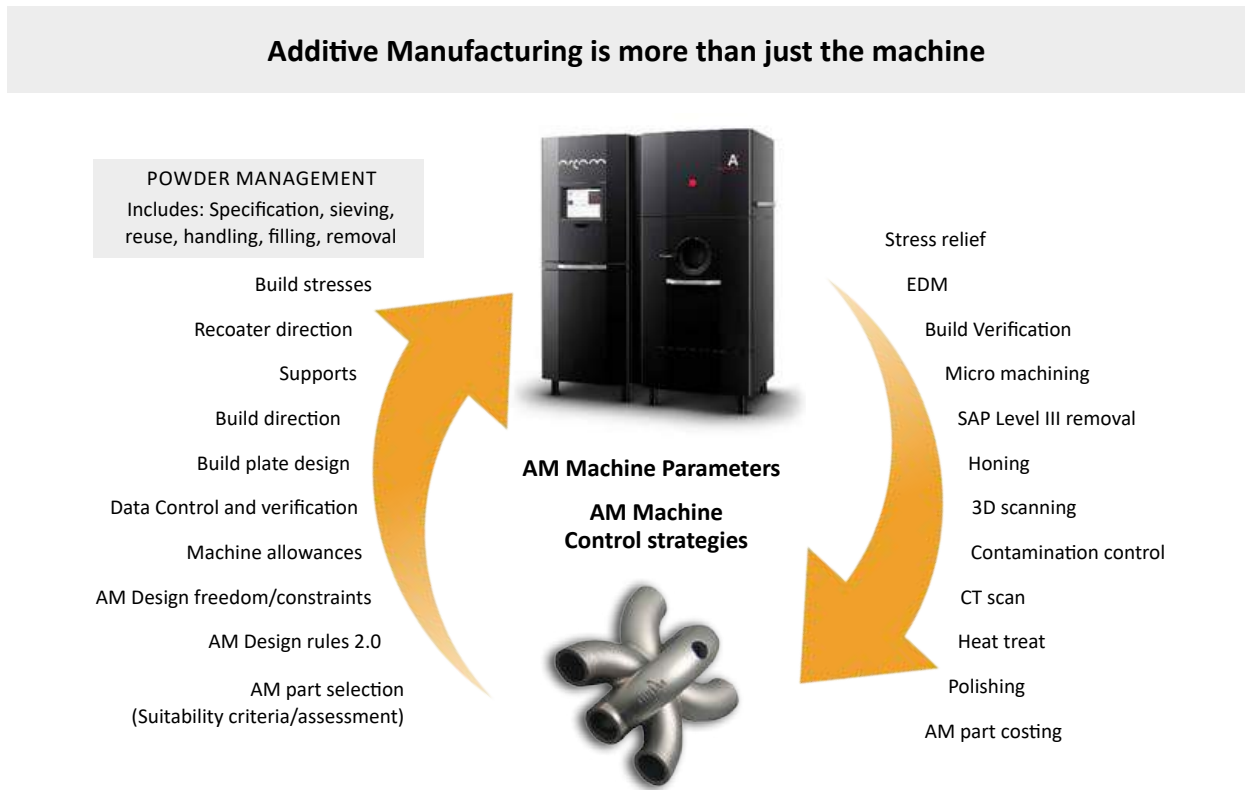 Additive Manufacturing is more than just the machine
POWDER MANAGEMENT
Includes: Specification, sieving,
reuse, handling, filling, removal
Build stresses
Recoater direction
Supports
Build direction
Build plate design
Data Control and verification
Machine allowances
AM Design freedom/constraints
AM Design rules 2.0
AM part selection
(Suitability criteria/assessment)
arcam
A
AM Machine Parameters
AM Machine
Control strategies
Stress relief
EDM
Build Verification
Micro machining
SAP Level III removal
Honing
3D scanning
Contamination control
CT scan
Heat treat
Polishing
AM part costing